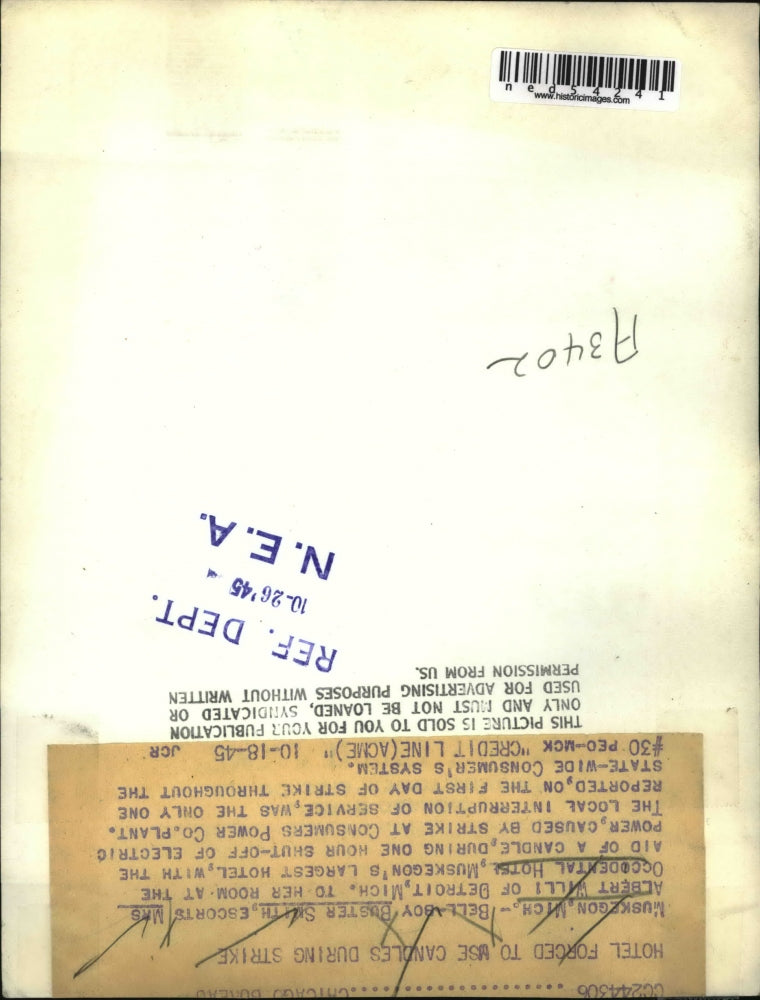 ned54241
www.historicimages.com
A3402
CC244306 ............CHICAGO BUREAU
HOTEL FORCED TO USE CANDLES DURING STRIKE
MUSKEGON,MICH.- BELL-BOY BUSTER SMITH,ESCORTS MRS
ALBERT WILLI OF DETROIT,MICH. TO HER ROOM AT THE
OCCIDENTAL HOTEL,MUSKEGON'S LARGEST HOTEL,WITH THE
AID OF A CANDLE,DURING ONE HOUR SHUT-OFF OF ELECTRIC
POWER,CAUSED BY STRIKE AT CONSUMERS POWER CO.PLANT.
THE LOCAL INTERRUPTION OF SERVICE,WAS THE ONLY ONE
REPORTED,ON THE FIRST DAY OF STRIKE THROUGHOUT THE
STATE-WIDE CONSUMER'S SYSTEM.
#30 PEO-MCK "CREDIT LINE(ACME)" 10-18-45 JCR
THIS PICTURE IS SOLD TO YOU FOR YOUR PUBLICATION
ONLY AND MUST NOT BE LOANED, SYNDICATED OR
USED FOR ADVERTISING PURPOSES WITHOUT WRITTEN
PERMISSION FROM US.
REF. DEPT.
10-26'45
N.E.A.